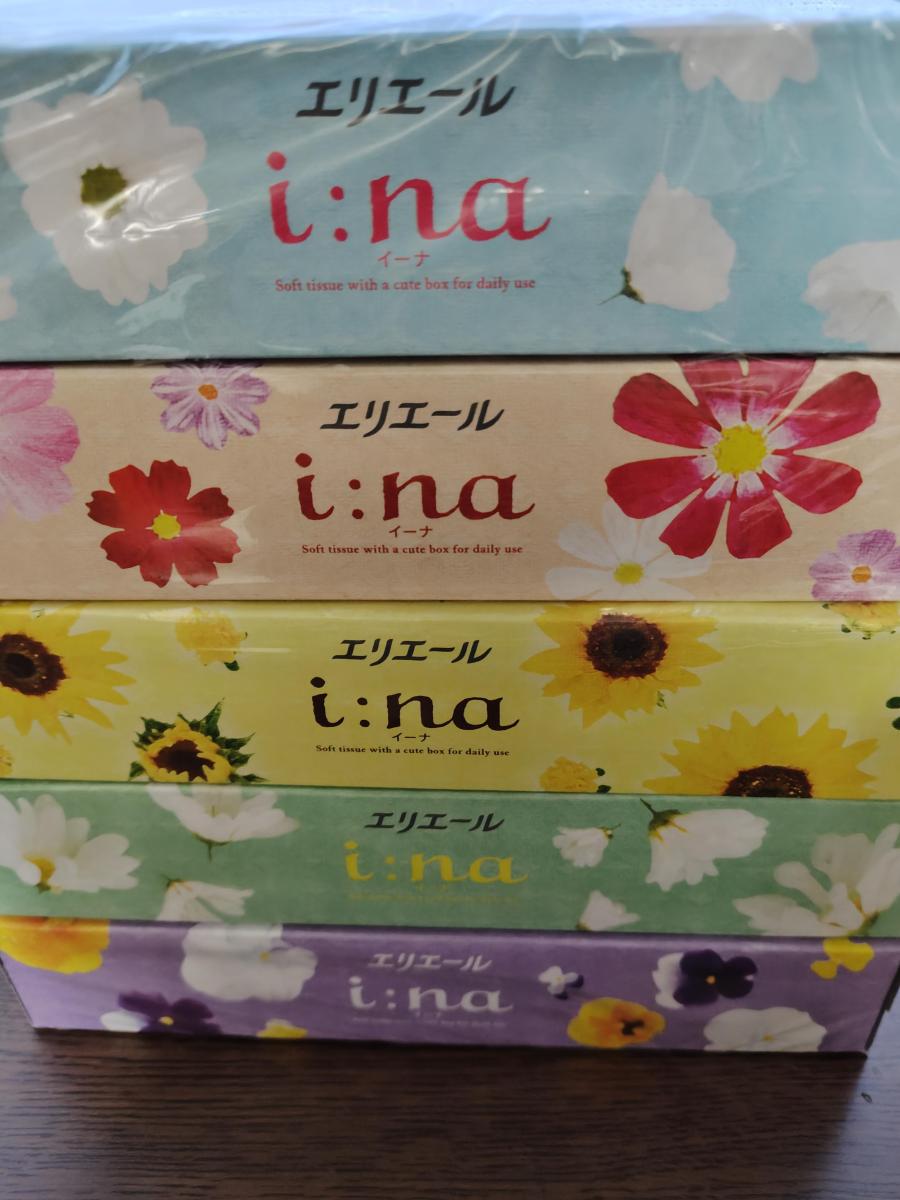 エリエール
i:na
イーナ
Soft tissue with a cute box for daily use
エリエール
i:na
イーナ
Soft tissue with a cute box for daily use
エリエール
i:na
イーナ
Soft tissue with a cute box for daily use
エリエール
i:na
エリエール
i:na